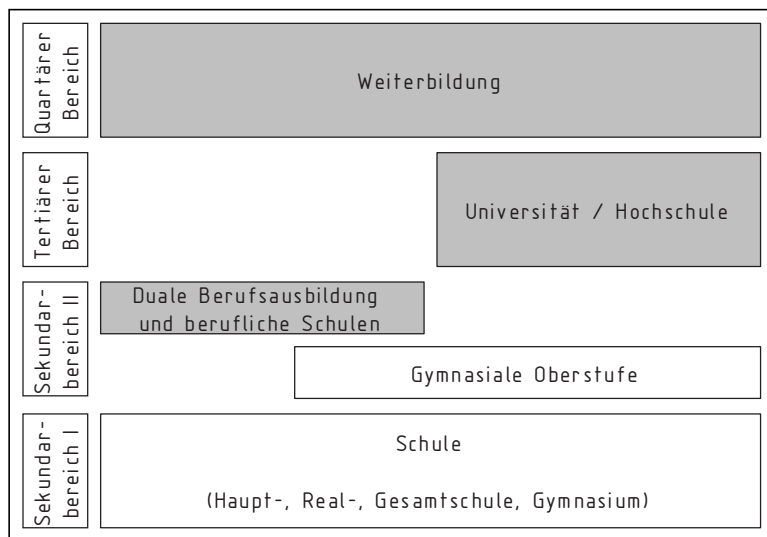 Quartärer
Bereich
Weiterbildung
Tertiärer
Bereich
Universität / Hochschule
Sekundar-
bereich II
Duale Berufsausbildung
und berufliche Schulen
Gymnasiale Oberstufe
Sekundar-
bereich I
Schule
(Haupt-, Real-, Gesamtschule, Gymnasium)